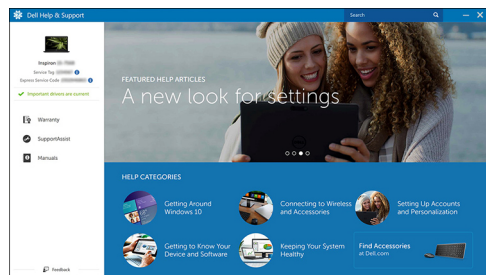 Dell Help & Support
Search
Inspiron
Service Tag:
Express Service Code:
Important drivers are current
Warranty
SupportAssist
Manuals
Feedback
FEATURED HELP ARTICLES
A new look for settings
HELP CATEGORIES
Getting Around
Windows 10
Connecting to Wireless
and Accessories
Setting Up Accounts
and Personalization
Getting to Know Your
Device and Software
Keeping Your System
Healthy
Find Accessories
at Dell.com